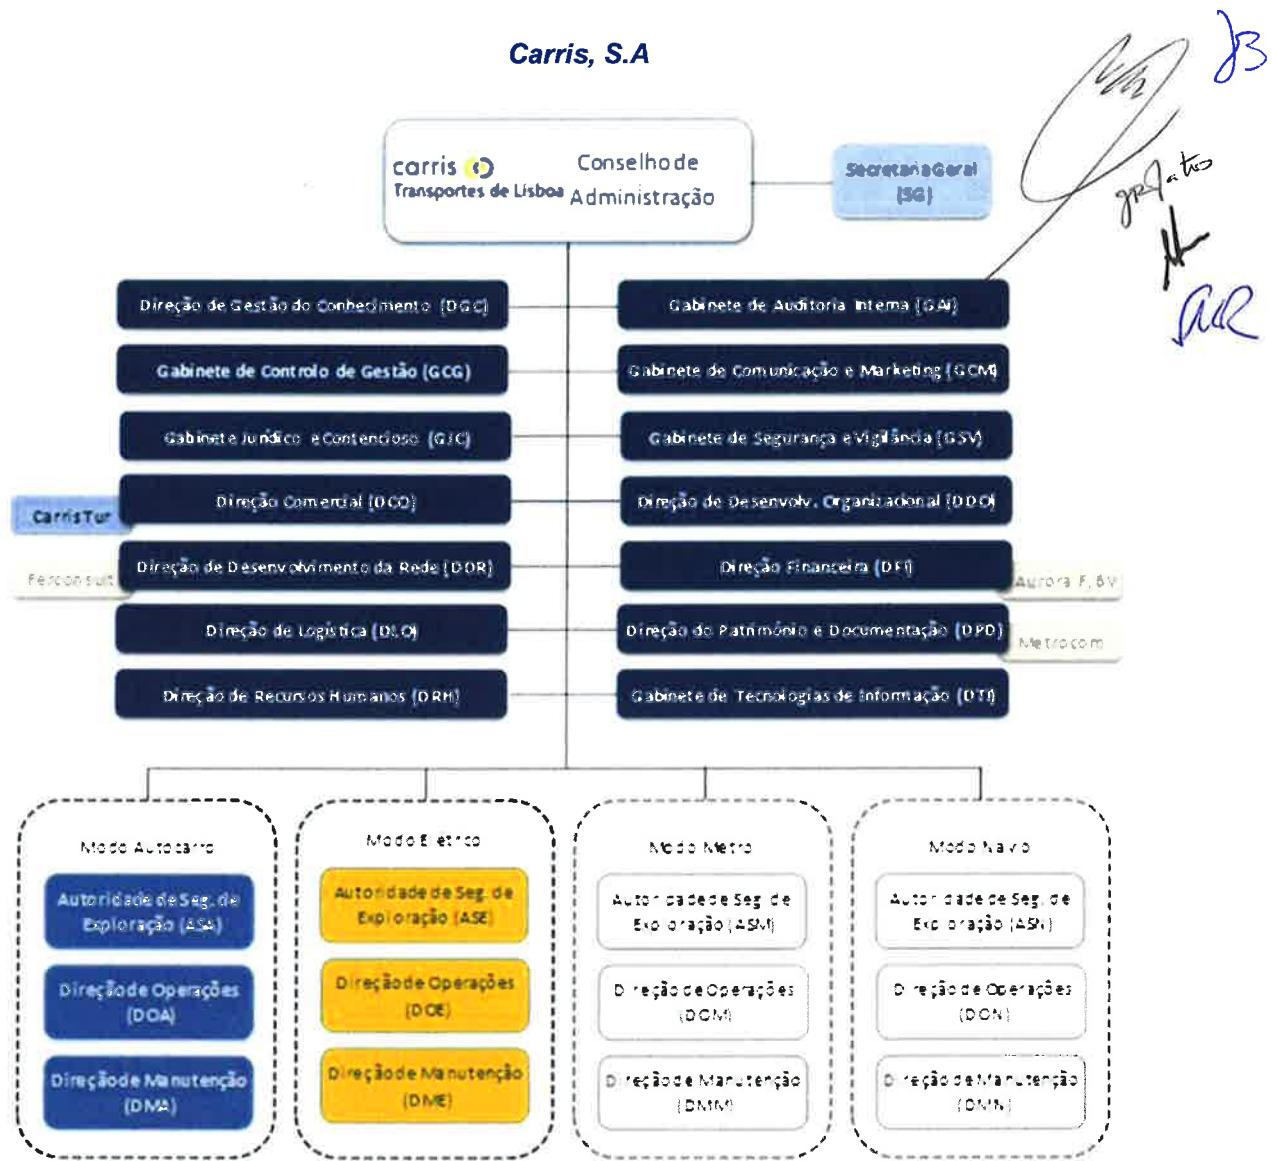 Carris, S.A
carris
Transportes de Lisboa
Conselho de
Administração
Secretaria Geral
(SG)
Direção de Gestão do Conhecimento (DGC)
Gabinete de Auditoria Interna (GAI)
Gabinete de Controlo de Gestão (GCG)
Gabinete de Comunicação e Marketing (GCM)
Gabinete Jurídico e Contencioso (GJC)
Gabinete de Segurança e Vigilância (GSV)
Direção Comercial (DCO)
Direção de Desenvolv. Organizacional (DDO)
CarrisTur
Direção de Desenvolvimento da Rede (DDR)
Direção Financeira (DFI)
Ferconsult
Aurora F, BV
Direção de Logística (DLO)
Direção do Património e Documentação (DPD)
Metrocom
Direção de Recursos Humanos (DRH)
Gabinete de Tecnologias de Informação (DTI)
Modo Autocarro
Autoridade de Seg. de
Exploração (ASA)
Direção de Operações
(DOA)
Direção de Manutenção
(DMA)
Modo Eletrico
Autoridade de Seg. de
Exploração (ASE)
Direção de Operações
(DOE)
Direção de Manutenção
(DME)
Modo Metro
Autoridade de Seg. de
Exploração (ASM)
Direção de Operações
(DOM)
Direção de Manutenção
(DMM)
Modo Navio
Autoridade de Seg. de
Exploração (ASN)
Direção de Operações
(DON)
Direção de Manutenção
(DMN)